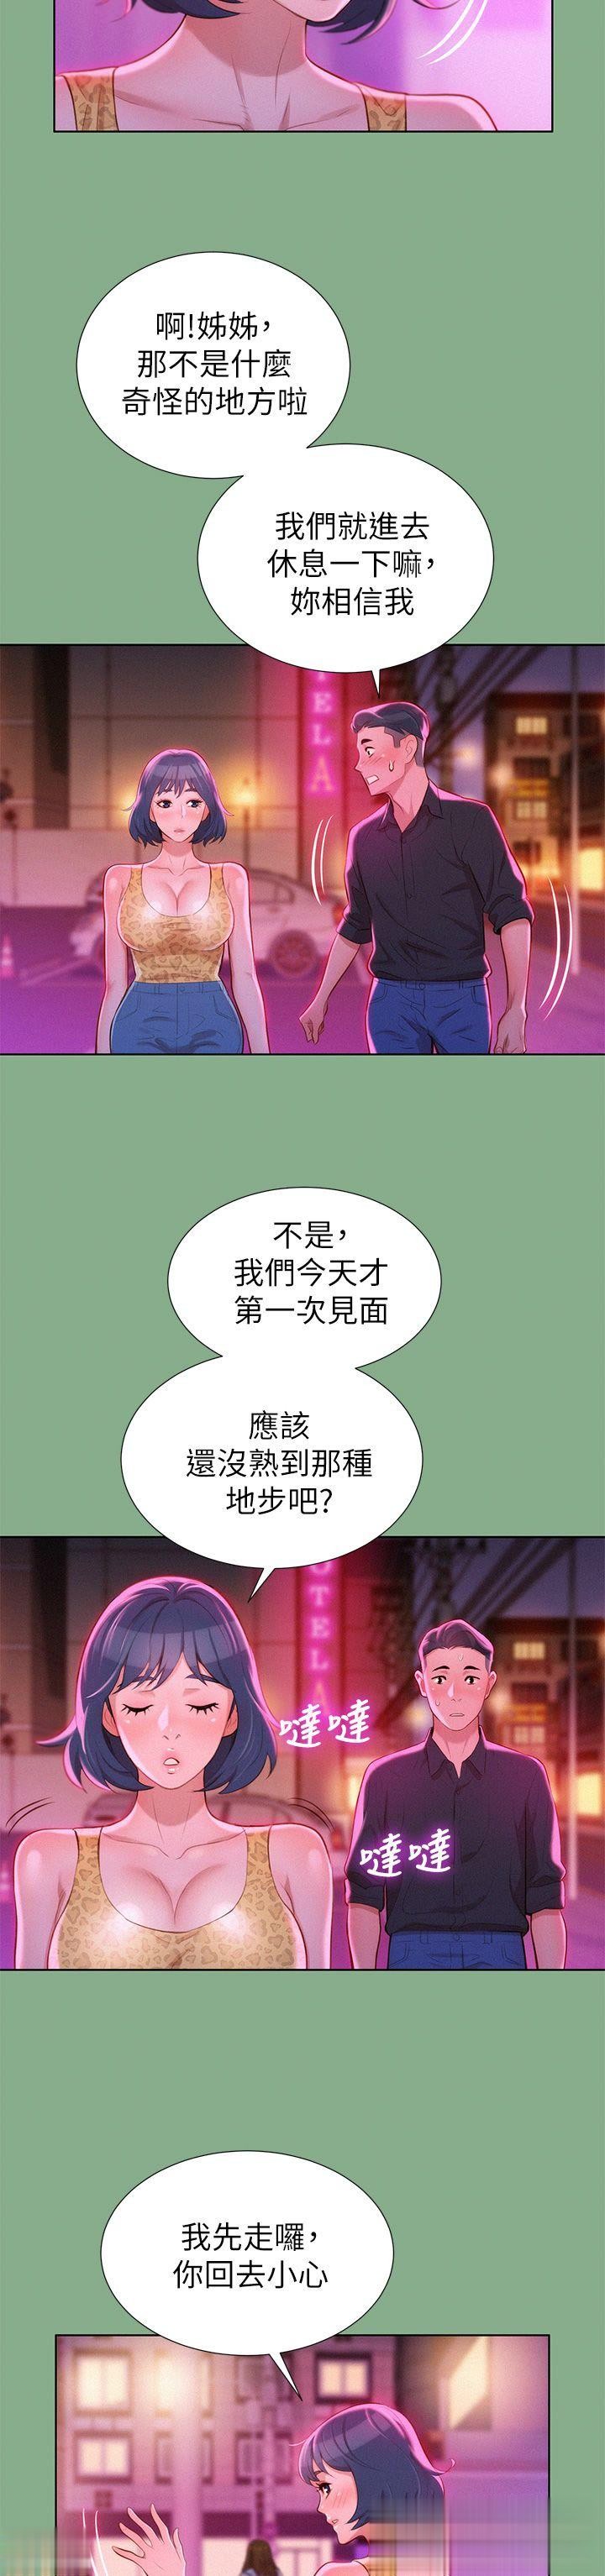 啊!姊姊，
那不是什麼
奇怪的地方啦
我們就進去
休息一下嘛，
妳相信我
TELA
不是，
我們今天才
第一次見面
應該
還沒熟到那種
地步吧?
OTELA
噠噠
噠噠
我先走囉，
你回去小心